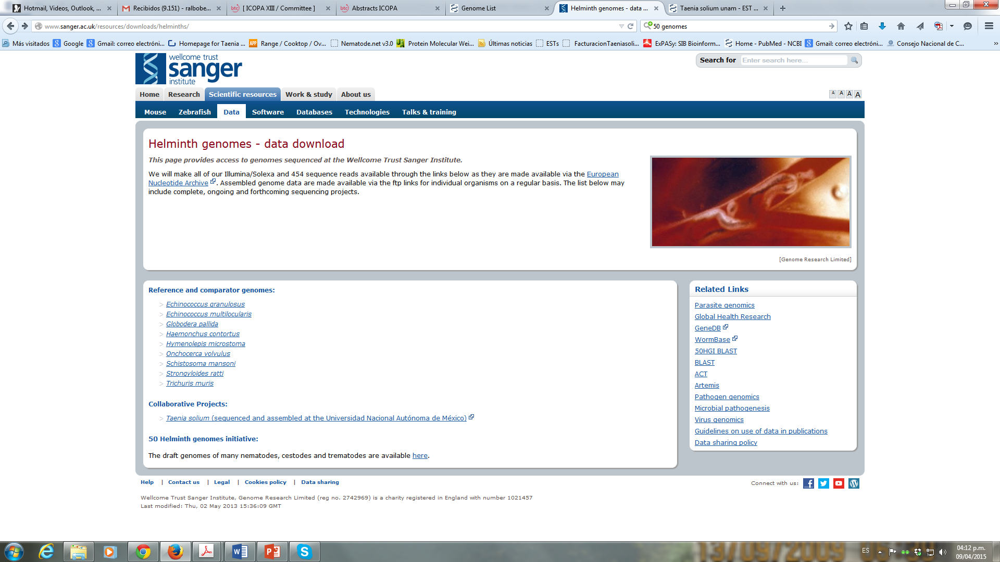 Hotmail, Videos, Outlook, ...
Recibidos (9.151) - ralbobe...
[ ICOPA XIII / Committee ]
Abstracts ICOPA
Genome List
Helminth genomes - data ...
Taenia solium unam - EST ...
www.sanger.ac.uk/resources/downloads/helminths/
50 genomes
Más visitados
Google
Gmail: correo electróni...
Homepage for Taenia ...
APP
Range / Cooktop / Ov...
Nematode.net v3.0
Protein Molecular Wei...
Últimas noticias
ESTs
FacturacionTaeniasoli...
ExPASy: SIB Bioinform...
Home - PubMed - NCBI
Gmail: correo electróni...
Consejo Nacional de C...
wellcome trust
sanger
institute
Search for
Enter search here...
Home
Research
Scientific resources
Work & study
About us
A A A A
Mouse
Zebrafish
Data
Software
Databases
Technologies
Talks & training
Helminth genomes - data download
This page provides access to genomes sequenced at the Wellcome Trust Sanger Institute.
We will make all of our Illumina/Solexa and 454 sequence reads available through the links below as they are made available via the European
Nucleotide Archive. Assembled genome data are made available via the ftp links for individual organisms on a regular basis. The list below may
include complete, ongoing and forthcoming sequencing projects.
[Genome Research Limited]
Reference and comparator genomes:
> Echinococcus granulosus
> Echinococcus multilocularis
> Globodera pallida
> Haemonchus contortus
> Hymenolepis microstoma
> Onchocerca volvulus
> Schistosoma mansoni
> Strongyloides ratti
> Trichuris muris
Collaborative Projects:
> Taenia solium (sequenced and assembled at the Universidad Nacional Autónoma de México)
50 Helminth genomes initiative:
The draft genomes of many nematodes, cestodes and trematodes are available here.
Related Links
Parasite genomics
Global Health Research
GeneDB
WormBase
50HGI BLAST
BLAST
ACT
Artemis
Pathogen genomics
Microbial pathogenesis
Virus genomics
Guidelines on use of data in publications
Data sharing policy
Help | Contact us | Legal | Cookies policy | Data sharing
Connect with us:
Wellcome Trust Sanger Institute, Genome Research Limited (reg no. 2742969) is a charity registered in England with number 1021457
Last modified: Thu, 02 May 2013 15:36:09 GMT
13/09/2009
ES
04:12 p.m.
09/04/2015